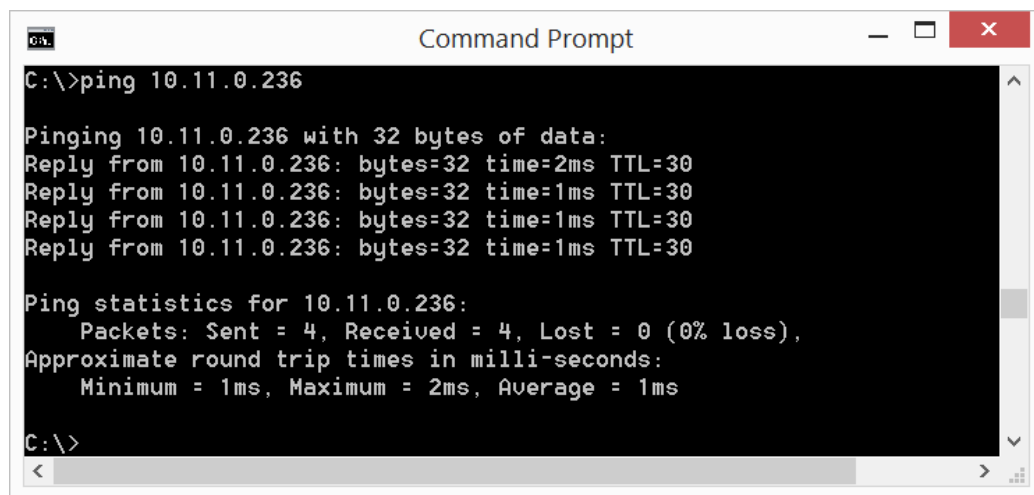 Command Prompt
C:\>ping 10.11.0.236
Pinging 10.11.0.236 with 32 bytes of data:
Reply from 10.11.0.236: bytes=32 time=2ms TTL=30
Reply from 10.11.0.236: bytes=32 time=1ms TTL=30
Reply from 10.11.0.236: bytes=32 time=1ms TTL=30
Reply from 10.11.0.236: bytes=32 time=1ms TTL=30
Ping statistics for 10.11.0.236:
Packets: Sent = 4, Received = 4, Lost = 0 (0% loss),
Approximate round trip times in milli-seconds:
Minimum = 1ms, Maximum = 2ms, Average = 1ms
C:\>